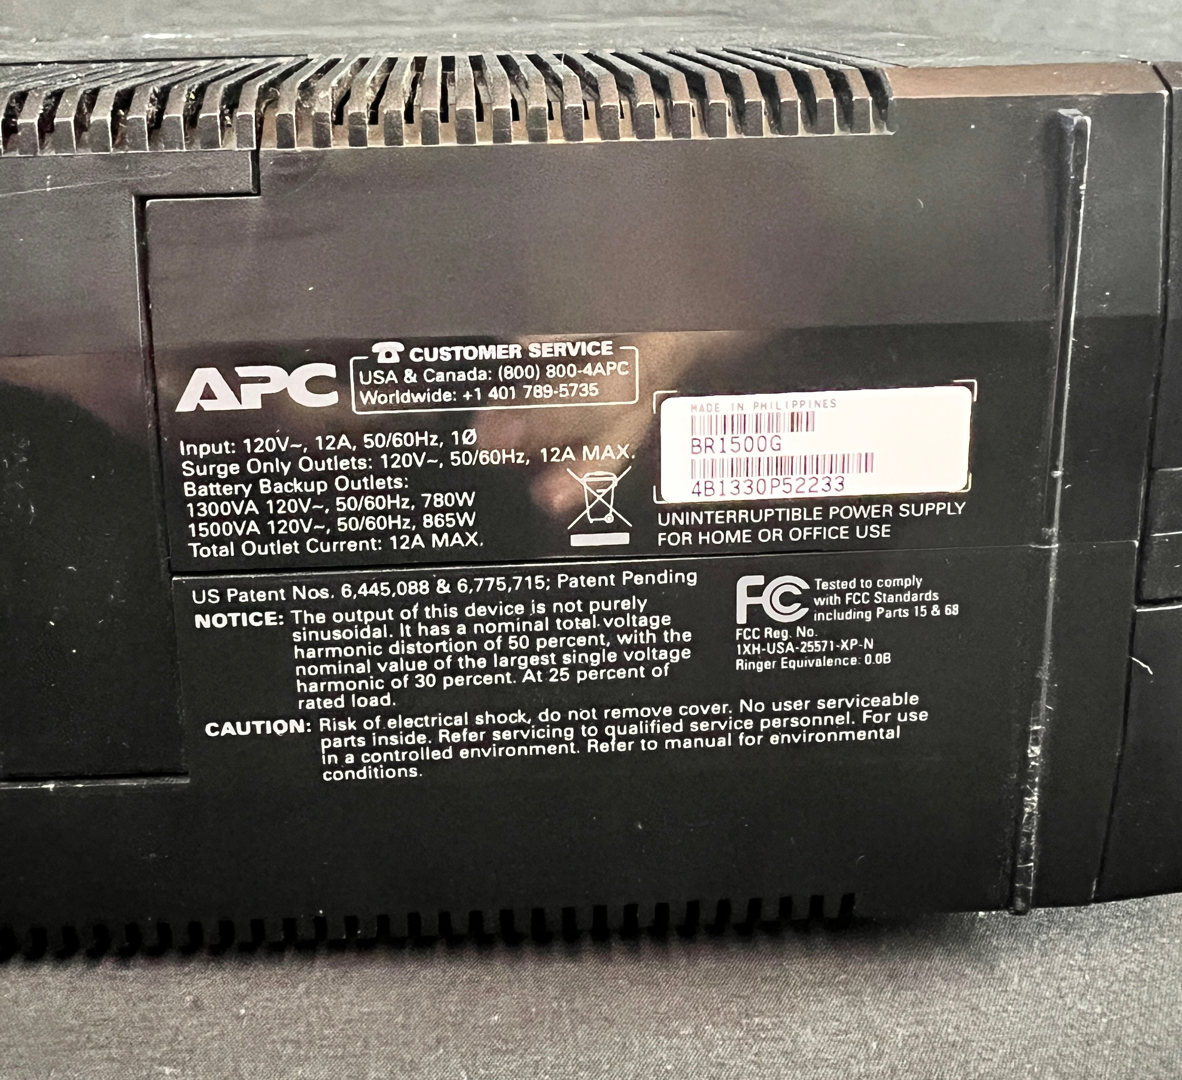 APC
CUSTOMER SERVICE
USA & Canada: (800) 800-4APC
Worldwide: +1 401 789-5735
Input: 120V~, 12A, 50/60Hz, 1Ø
Surge Only Outlets: 120V~, 50/60Hz, 12A MAX.
Battery Backup Outlets:
1300VA 120V~, 50/60Hz, 780W
1500VA 120V~, 50/60Hz, 865W
Total Outlet Current: 12A MAX.
MADE IN PHILIPPINES
BR1500G
4B1330P52233
UNINTERRUPTIBLE POWER SUPPLY
FOR HOME OR OFFICE USE
US Patent Nos. 6,445,088 & 6,775,715; Patent Pending
NOTICE: The output of this device is not purely
sinusoidal. It has a nominal total voltage
harmonic distortion of 50 percent, with the
nominal value of the largest single voltage
harmonic of 30 percent. At 25 percent of
rated load.
FC
Tested to comply
with FCC Standards
including Parts 15 & 68
FCC Reg. No.
1XH-USA-25571-XP-N
Ringer Equivalence: 0.0B
CAUTION: Risk of electrical shock, do not remove cover. No user serviceable
parts inside. Refer servicing to qualified service personnel. For use
in a controlled environment. Refer to manual for environmental
conditions.